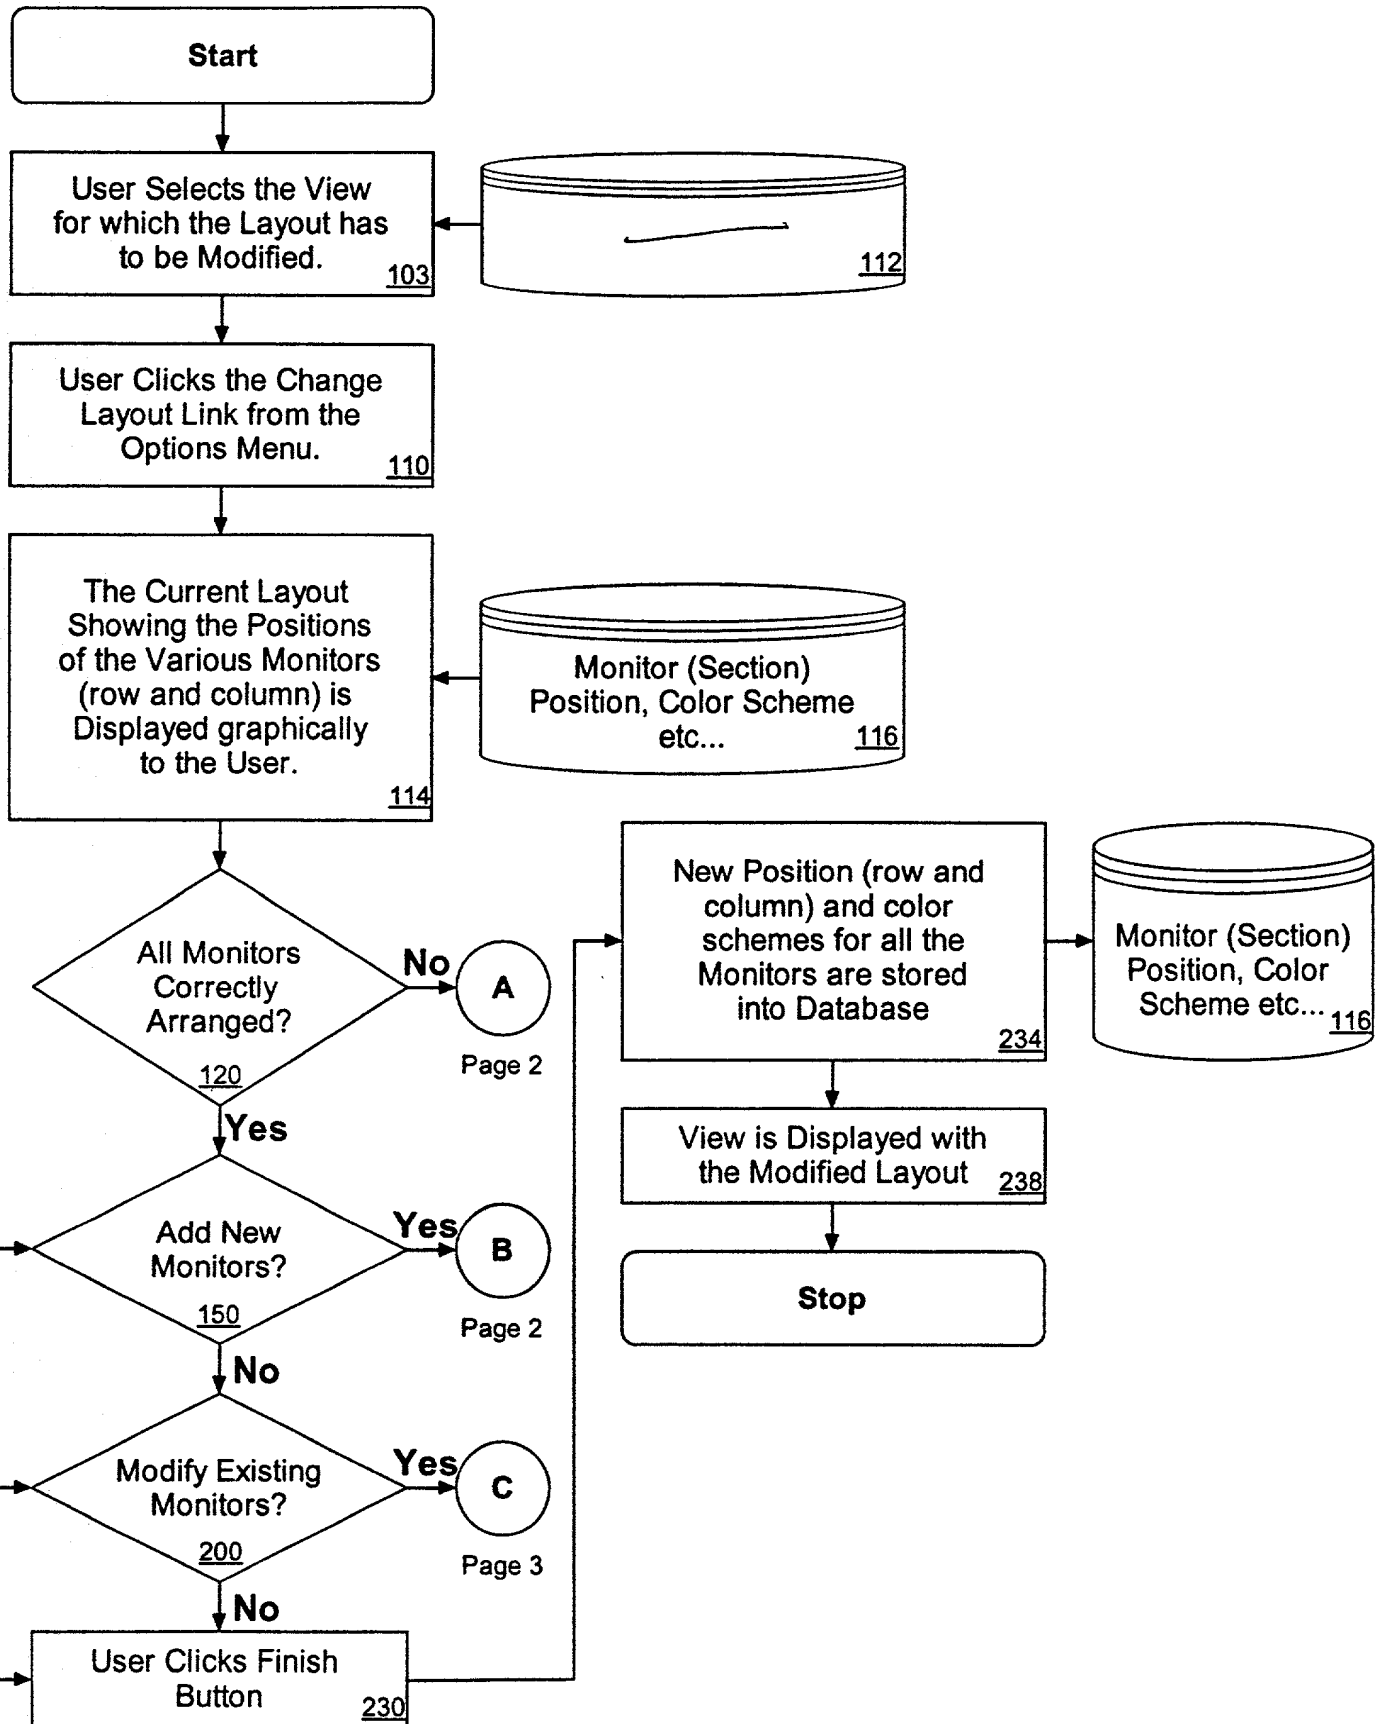 Start
User Selects the View
for which the Layout has
to be Modified.
103
112
User Clicks the Change
Layout Link from the
Options Menu.
110
The Current Layout
Showing the Positions
of the Various Monitors
(row and column) is
Displayed graphically
to the User.
114
Monitor (Section)
Position, Color Scheme
etc...
116
All Monitors
Correctly
Arranged?
120
No
A
Page 2
Yes
Add New
Monitors?
150
Yes
B
Page 2
No
Modify Existing
Monitors?
200
Yes
C
Page 3
No
User Clicks Finish
Button
230
New Position (row and
column) and color
schemes for all the
Monitors are stored
into Database
234
Monitor (Section)
Position, Color
Scheme etc...
116
View is Displayed with
the Modified Layout
238
Stop